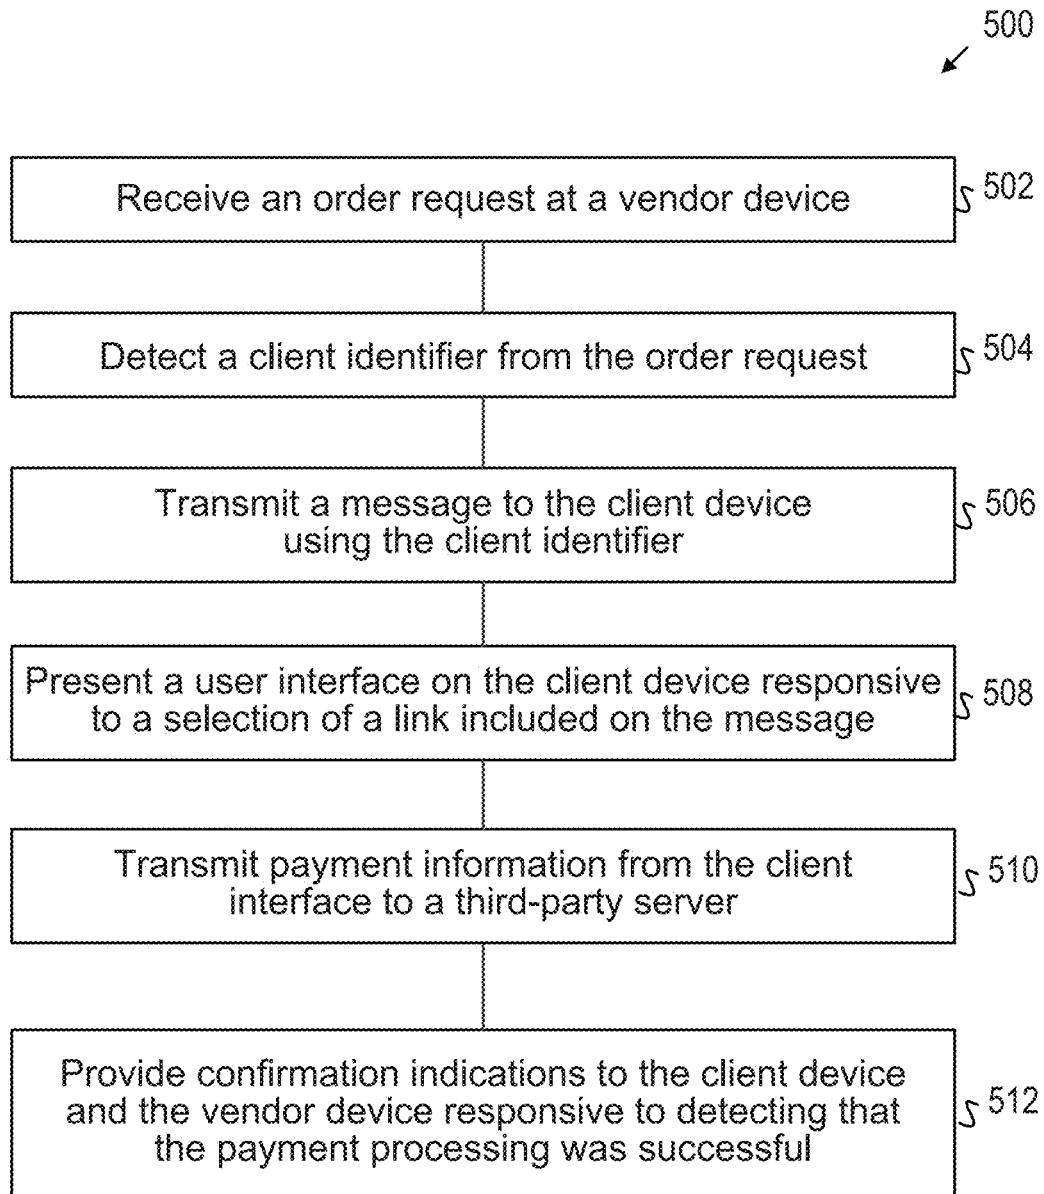 500
Receive an order request at a vendor device
502
Detect a client identifier from the order request
504
Transmit a message to the client device
using the client identifier
506
Present a user interface on the client device responsive
to a selection of a link included on the message
508
Transmit payment information from the client
interface to a third-party server
510
Provide confirmation indications to the client device
and the vendor device responsive to detecting that
the payment processing was successful
512